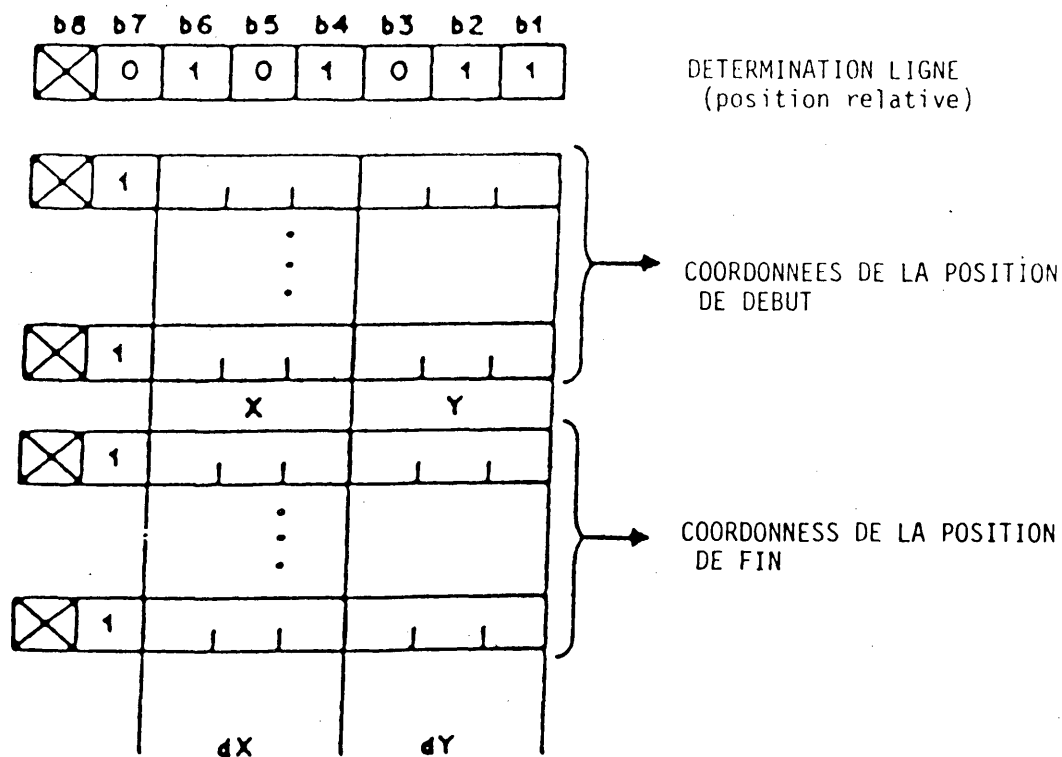 b8 b7 b6 b5 b4 b3 b2 b1
0 1 0 1 0 1 1
DETERMINATION LIGNE
(position relative)
1
COORDONNEES DE LA POSITION
DE DEBUT
1
X Y
1
COORDONNESS DE LA POSITION
DE FIN
1
dX dY